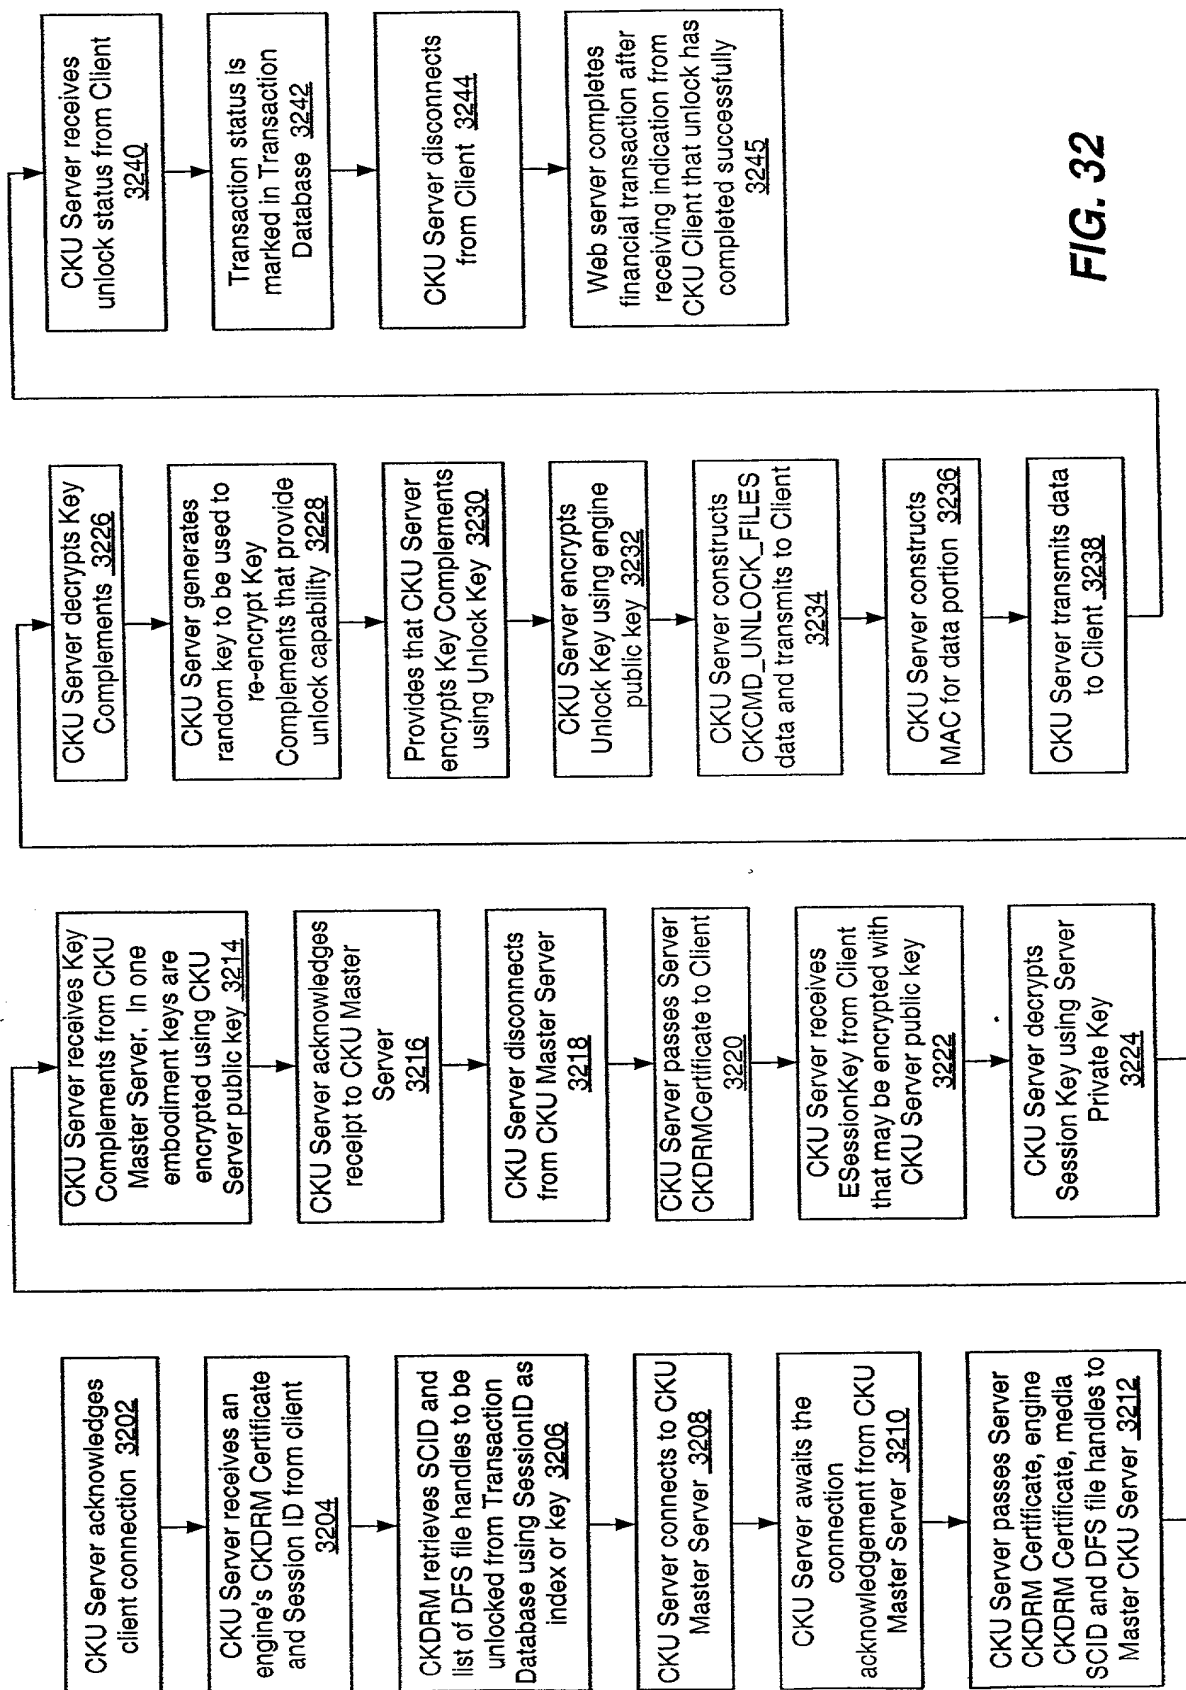 CKU Server acknowledges
client connection 3202
CKU Server receives an
engine's CKDRM Certificate
and Session ID from client
3204
CKDRM retrieves SCID and
list of DFS file handles to be
unlocked from Transaction
Database using SessionID as
index or key 3206
CKU Server connects to CKU
Master Server 3208
CKU Server awaits the
connection
acknowledgement from CKU
Master Server 3210
CKU Server passes Server
CKDRM Certificate, engine
CKDRM Certificate, media
SCID and DFS file handles to
Master CKU Server 3212
CKU Server receives Key
Complements from CKU
Master Server. In one
embodiment keys are
encrypted using CKU
Server public key 3214
CKU Server acknowledges
receipt to CKU Master
Server
3216
CKU Server disconnects
from CKU Master Server
3218
CKU Server passes Server
CKDRMCertificate to Client
3220
CKU Server receives
ESessionKey from Client
that may be encrypted with
CKU Server public key
3222
CKU Server decrypts
Session Key using Server
Private Key
3224
CKU Server decrypts Key
Complements 3226
CKU Server generates
random key to be used to
re-encrypt Key
Complements that provide
unlock capability 3228
Provides that CKU Server
encrypts Key Complements
using Unlock Key 3230
CKU Server encrypts
Unlock Key using engine
public key 3232
CKU Server constructs
CKCMD_UNLOCK_FILES
data and transmits to Client
3234
CKU Server constructs
MAC for data portion 3236
CKU Server transmits data
to Client 3238
CKU Server receives
unlock status from Client
3240
Transaction status is
marked in Transaction
Database 3242
CKU Server disconnects
from Client 3244
Web server completes
financial transaction after
receiving indication from
CKU Client that unlock has
completed successfully
3245
FIG. 32